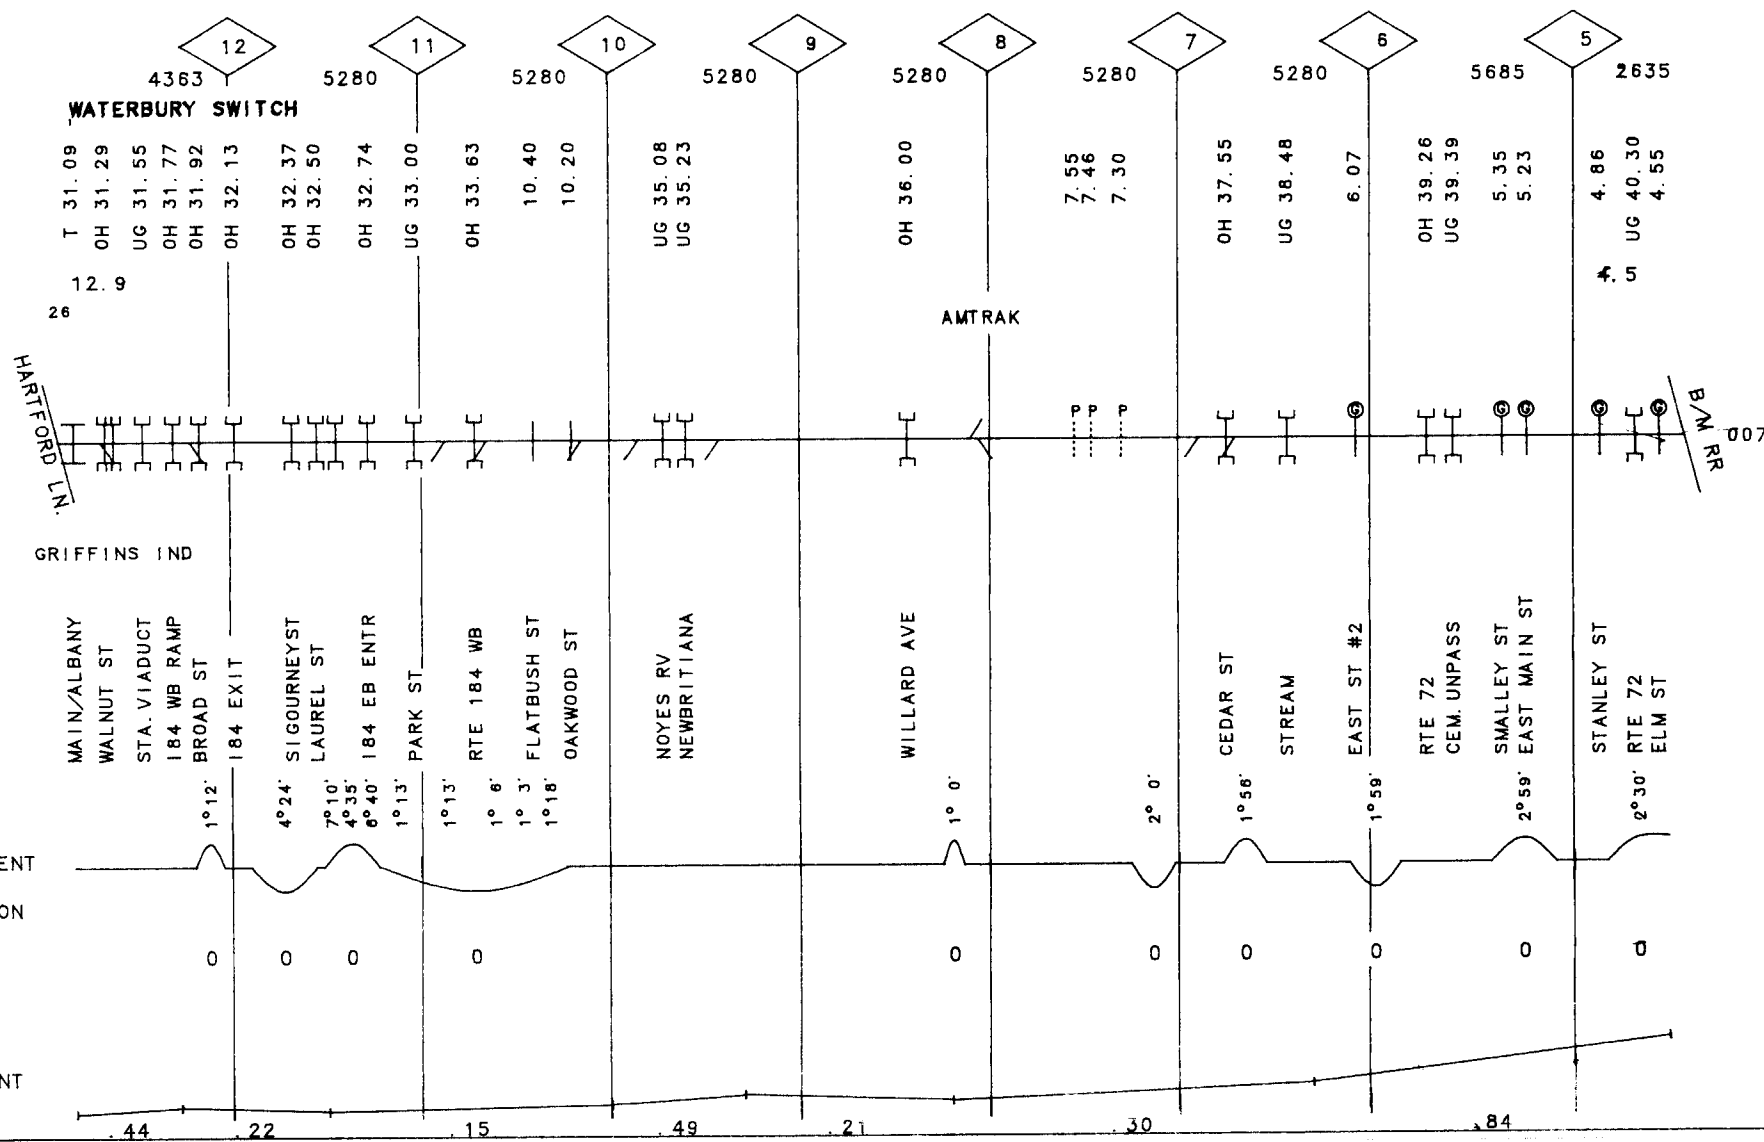 12 11 10 9 8 7 6 5
4363 5280 5280 5280 5280 5280 5280 5685 2635
WATERBURY SWITCH
T 31.09
OH 31.29
UG 31.55
OH 31.77
OH 31.92
OH 32.13
OH 32.37
OH 32.50
OH 32.74
UG 33.00
OH 33.63
10.40
10.20
UG 35.08
UG 35.23
OH 36.00
7.55
7.46
7.30
OH 37.55
UG 38.48
6.07
OH 39.26
UG 39.39
5.35
5.23
4.86
UG 40.30
4.55
12.9
4.5
26
AMTRAK
HARTFORD LN.
P P P
G G G G G
B/M RR
007
GRIFFINS IND
MAIN/ALBANY
WALNUT ST
STA.VIADUCT
I84 WB RAMP
BROAD ST
I84 EXIT
SIGOURNEYST
LAUREL ST
I84 EB ENTR
PARK ST
RTE 184 WB
FLATBUSH ST
OAKWOOD ST
NOYES RV
NEWBRITIANA
WILLARD AVE
CEDAR ST
STREAM
EAST ST #2
RTE 72
CEM.UNPASS
SMALLEY ST
EAST MAIN ST
STANLEY ST
RTE 72
ELM ST
1°12'
4°24'
7°10'
4°35'
6°40'
1°13'
1°13'
1° 6'
1° 3'
1°18'
1° 0'
2° 0'
1°56'
1°59'
2°59'
2°30'
ENT
ON
0 0 0 0 0 0 0 0 0 0
NT
.44 .22 .15 .49 .21 .30 .84